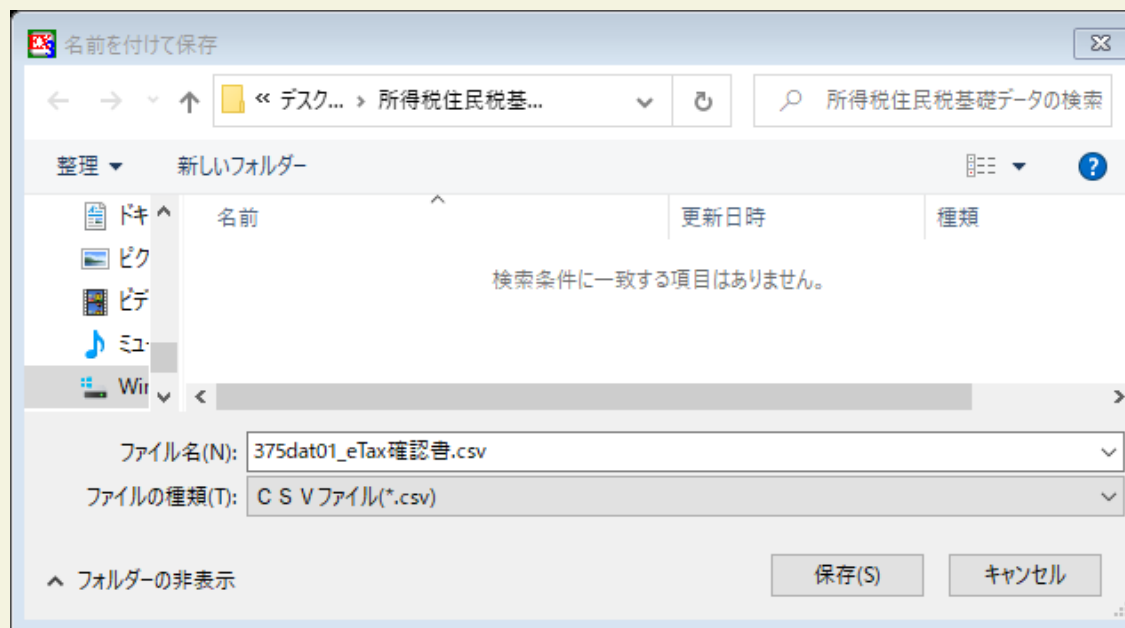 名前を付けて保存
« デスク... › 所得税住民税基...
所得税住民税基礎データの検索
整理
新しいフォルダー
ドキ
ピク
ビデ
ミュー
Wir
名前
更新日時
種類
検索条件に一致する項目はありません。
ファイル名(N): 375dat01_eTax確認書.csv
ファイルの種類(T): ＣＳＶファイル(*.csv)
フォルダーの非表示
保存(S)
キャンセル